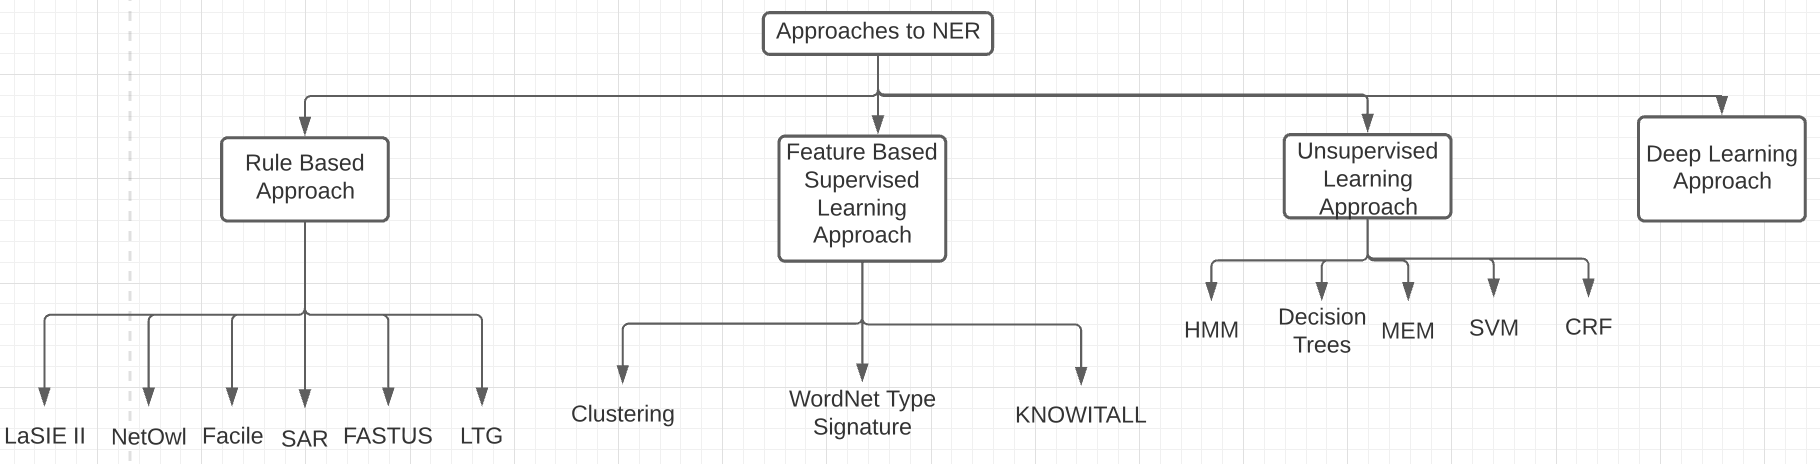 Approaches to NER
Rule Based
Approach
Feature Based
Supervised
Learning
Approach
Unsupervised
Learning
Approach
Deep Learning
Approach
LaSIE II
NetOwl
Facile
SAR
FASTUS
LTG
Clustering
WordNet Type
Signature
KNOWITALL
HMM
Decision
Trees
MEM
SVM
CRF